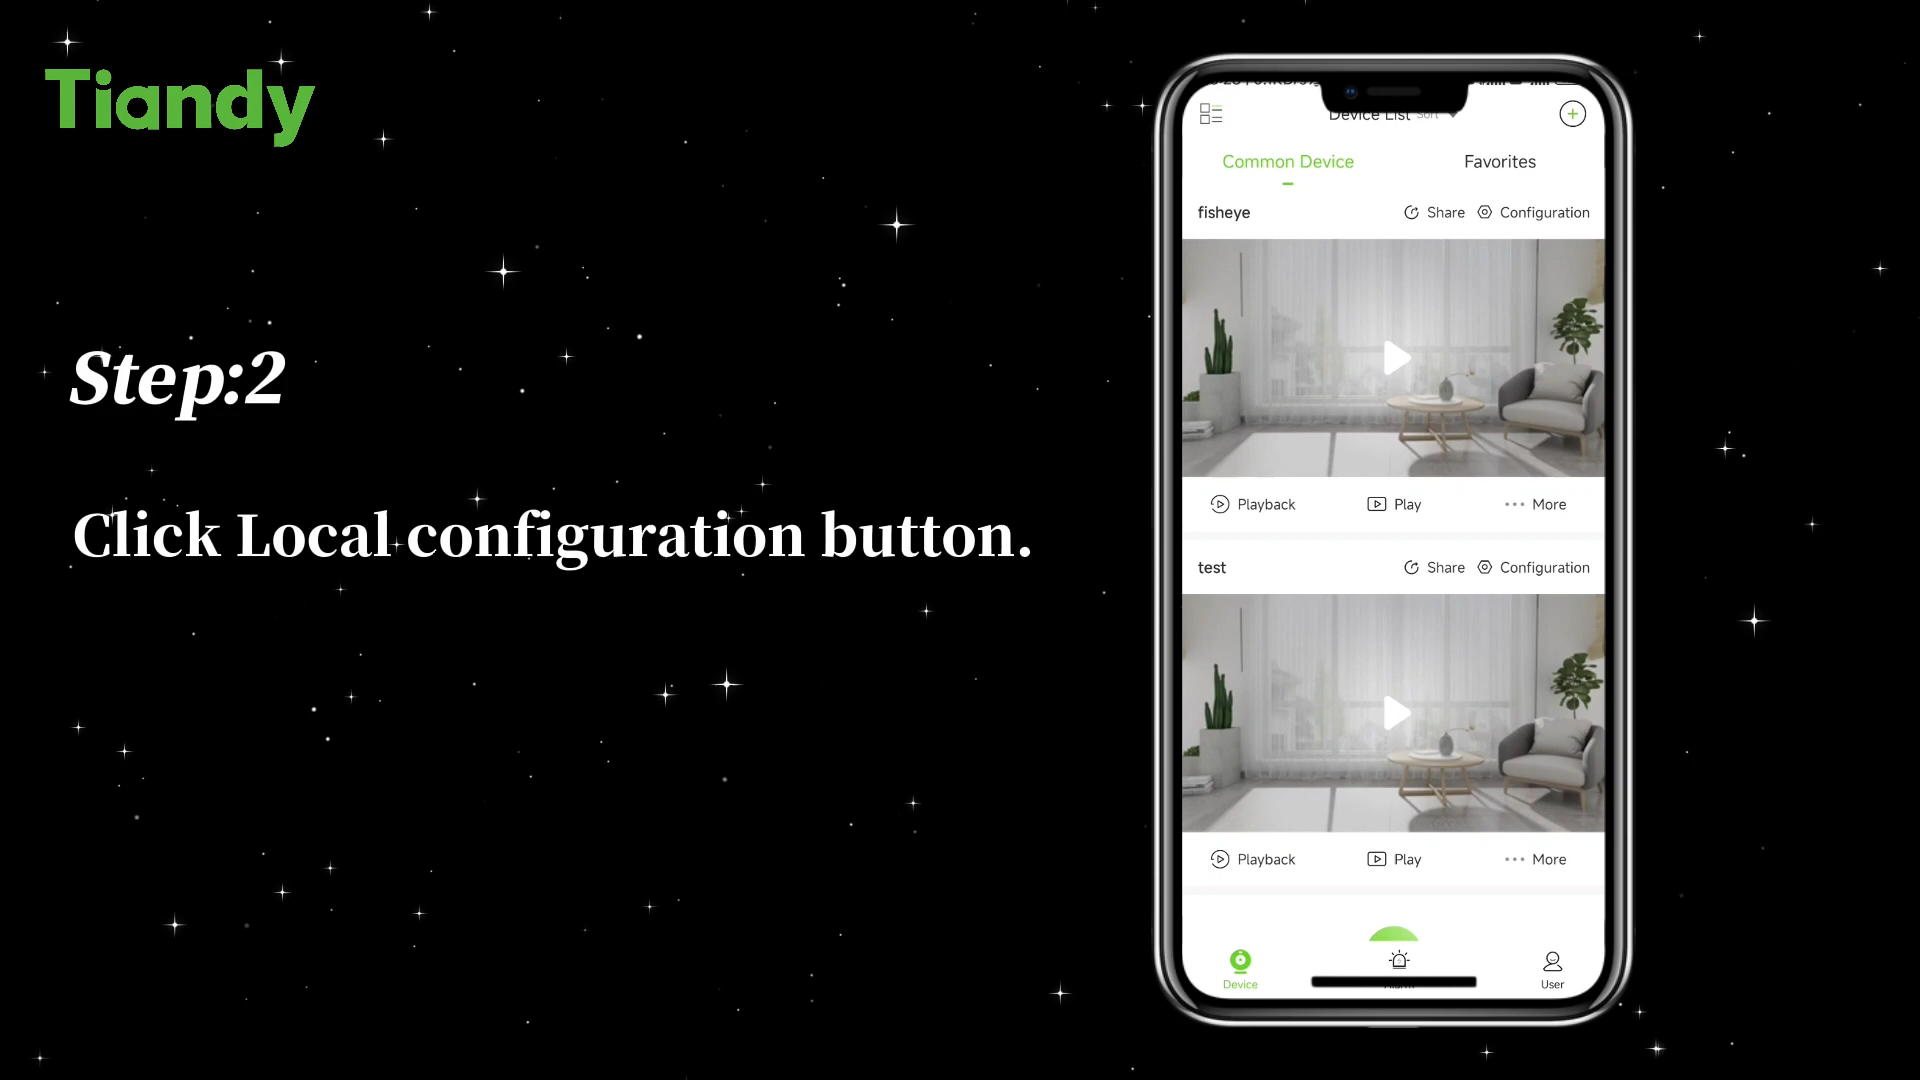 Tiandy
Step:2
Click Local configuration button.
Device List Sort
Common Device Favorites
fisheye Share Configuration
Playback Play More
test Share Configuration
Playback Play More
Device User